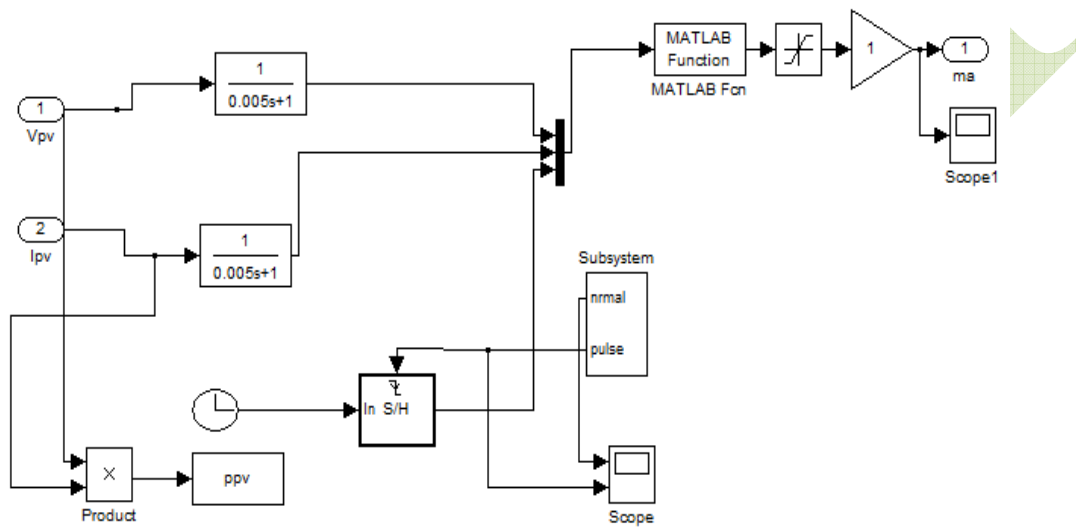 1
Vpv
1
0.005s+1
MATLAB
Function
MATLAB Fcn
1
1
ma
Scope1
2
Ipv
1
0.005s+1
Subsystem
nrmal
pulse
In S/H
X
Product
ppv
Scope